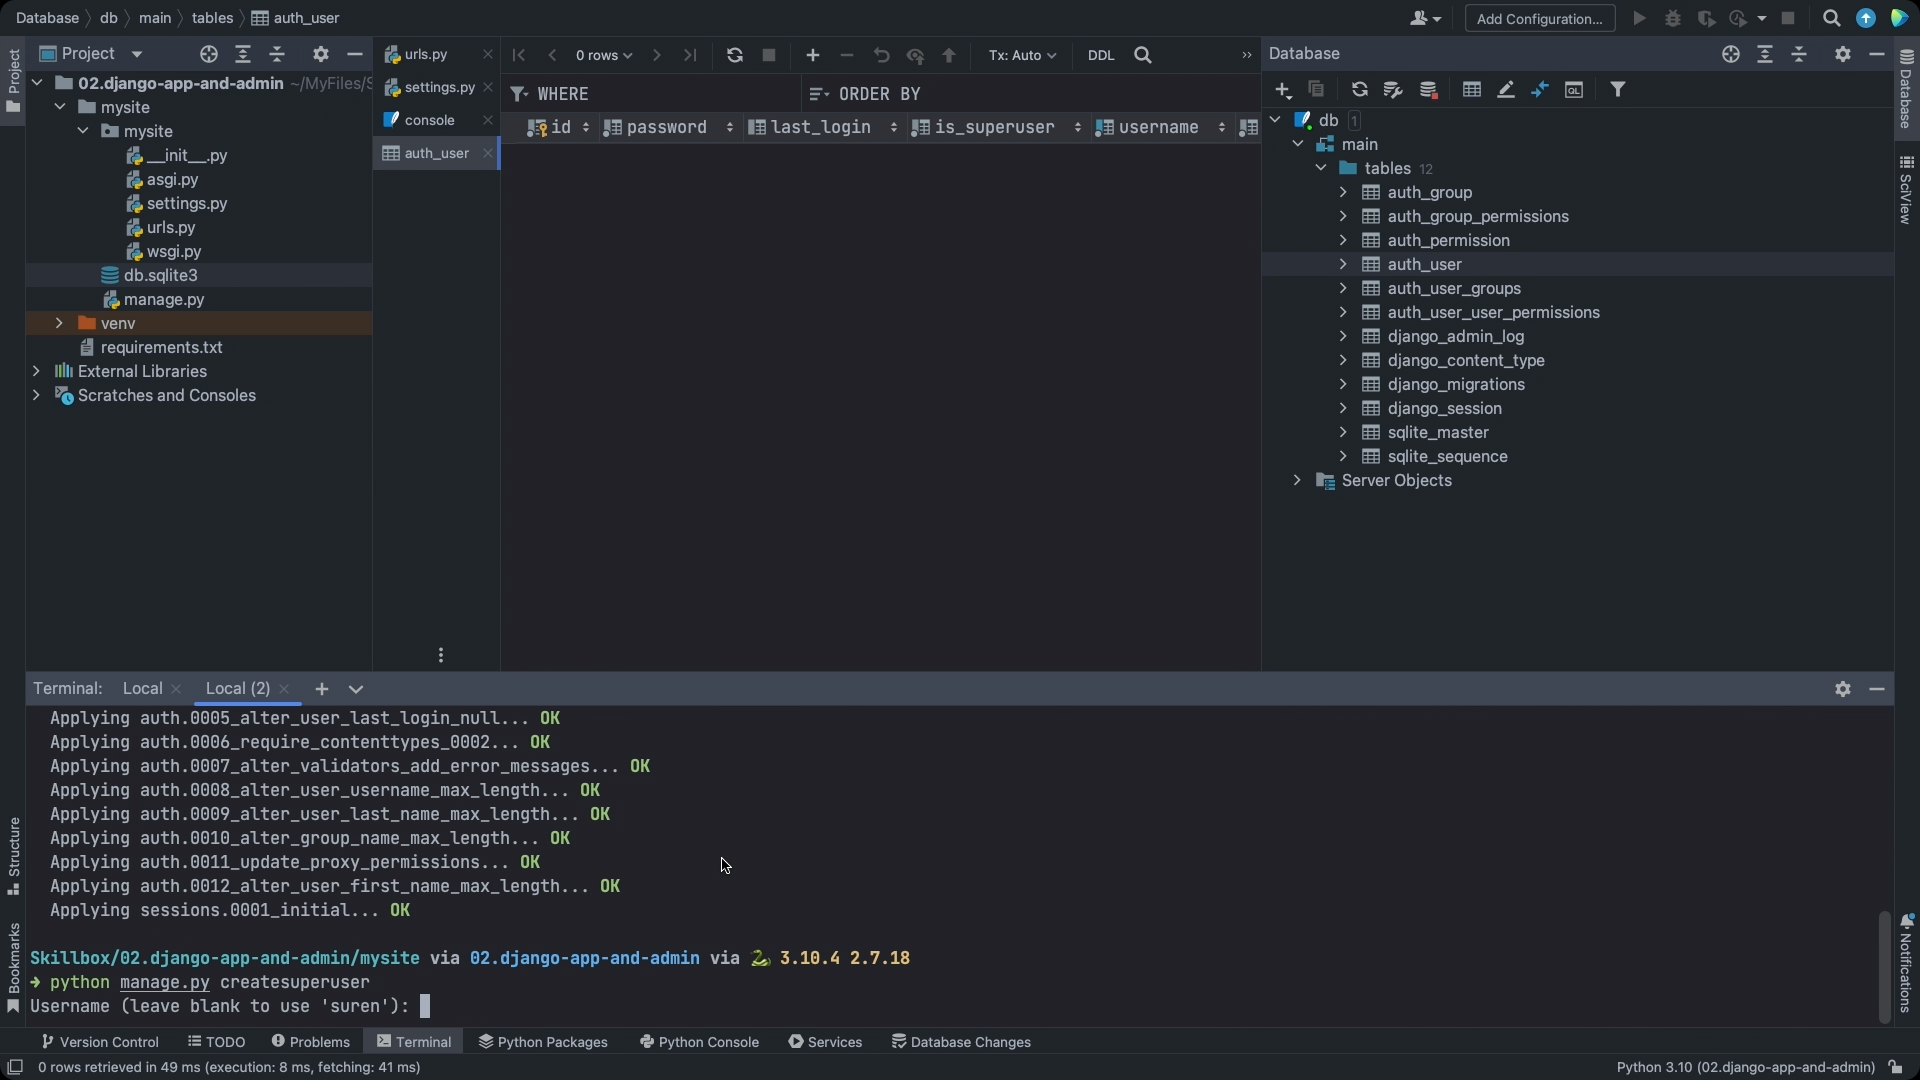 Database db main tables auth_user
Add Configuration...
Project
Project
02.django-app-and-admin ~/MyFiles/S
mysite
mysite
__init__.py
asgi.py
settings.py
urls.py
wsgi.py
db.sqlite3
manage.py
venv
requirements.txt
External Libraries
Scratches and Consoles
urls.py
settings.py
console
auth_user
0 rows Tx: Auto DDL
WHERE ORDER BY
id password last_login is_superuser username
Database
db 1
main
tables 12
auth_group
auth_group_permissions
auth_permission
auth_user
auth_user_groups
auth_user_user_permissions
django_admin_log
django_content_type
django_migrations
django_session
sqlite_master
sqlite_sequence
Server Objects
Database
SciView
Notifications
Structure
Bookmarks
Terminal: Local Local (2)
Applying auth.0005_alter_user_last_login_null... OK
Applying auth.0006_require_contenttypes_0002... OK
Applying auth.0007_alter_validators_add_error_messages... OK
Applying auth.0008_alter_user_username_max_length... OK
Applying auth.0009_alter_user_last_name_max_length... OK
Applying auth.0010_alter_group_name_max_length... OK
Applying auth.0011_update_proxy_permissions... OK
Applying auth.0012_alter_user_first_name_max_length... OK
Applying sessions.0001_initial... OK
Skillbox/02.django-app-and-admin/mysite via 02.django-app-and-admin via 🐍 3.10.4 2.7.18
➜ python manage.py createsuperuser
Username (leave blank to use 'suren'):
Version Control TODO Problems Terminal Python Packages Python Console Services Database Changes
0 rows retrieved in 49 ms (execution: 8 ms, fetching: 41 ms)
Python 3.10 (02.django-app-and-admin)